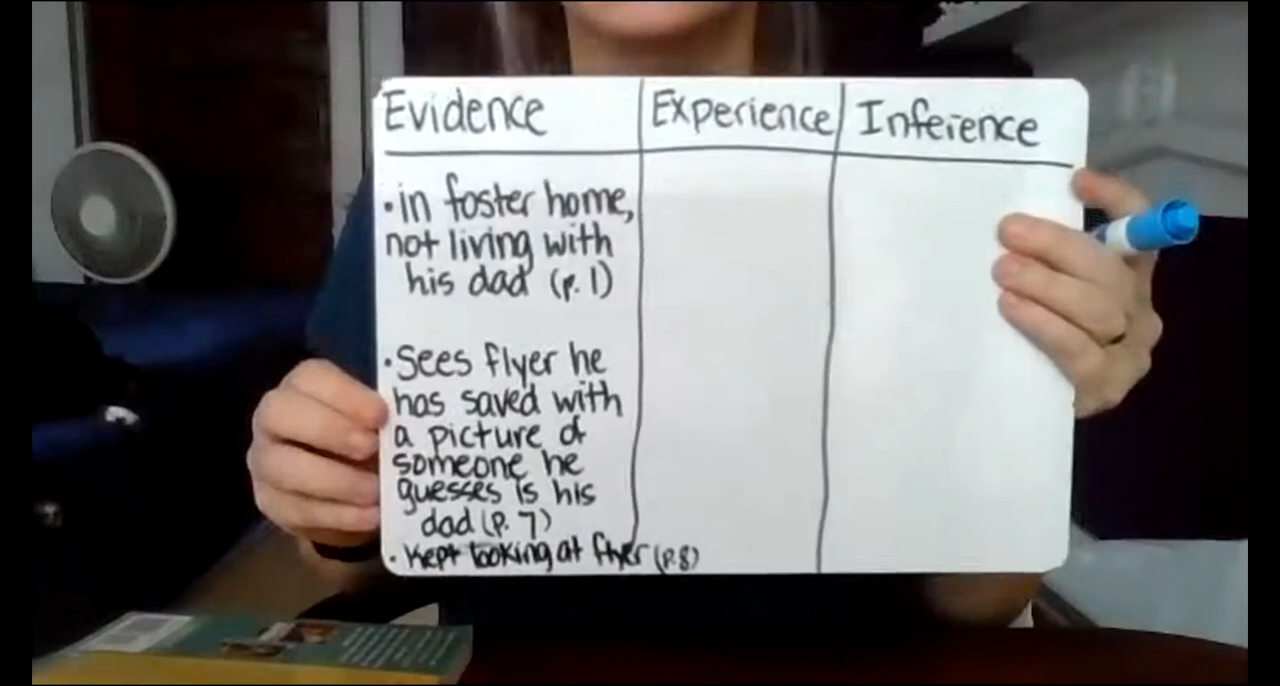 Evidence Experience Inference
• in foster home,
not living with
his dad (p. 1)
• Sees flyer he
has saved with
a picture of
someone he
guesses is his
dad (p. 7)
• Kept looking at flyer (p.8)